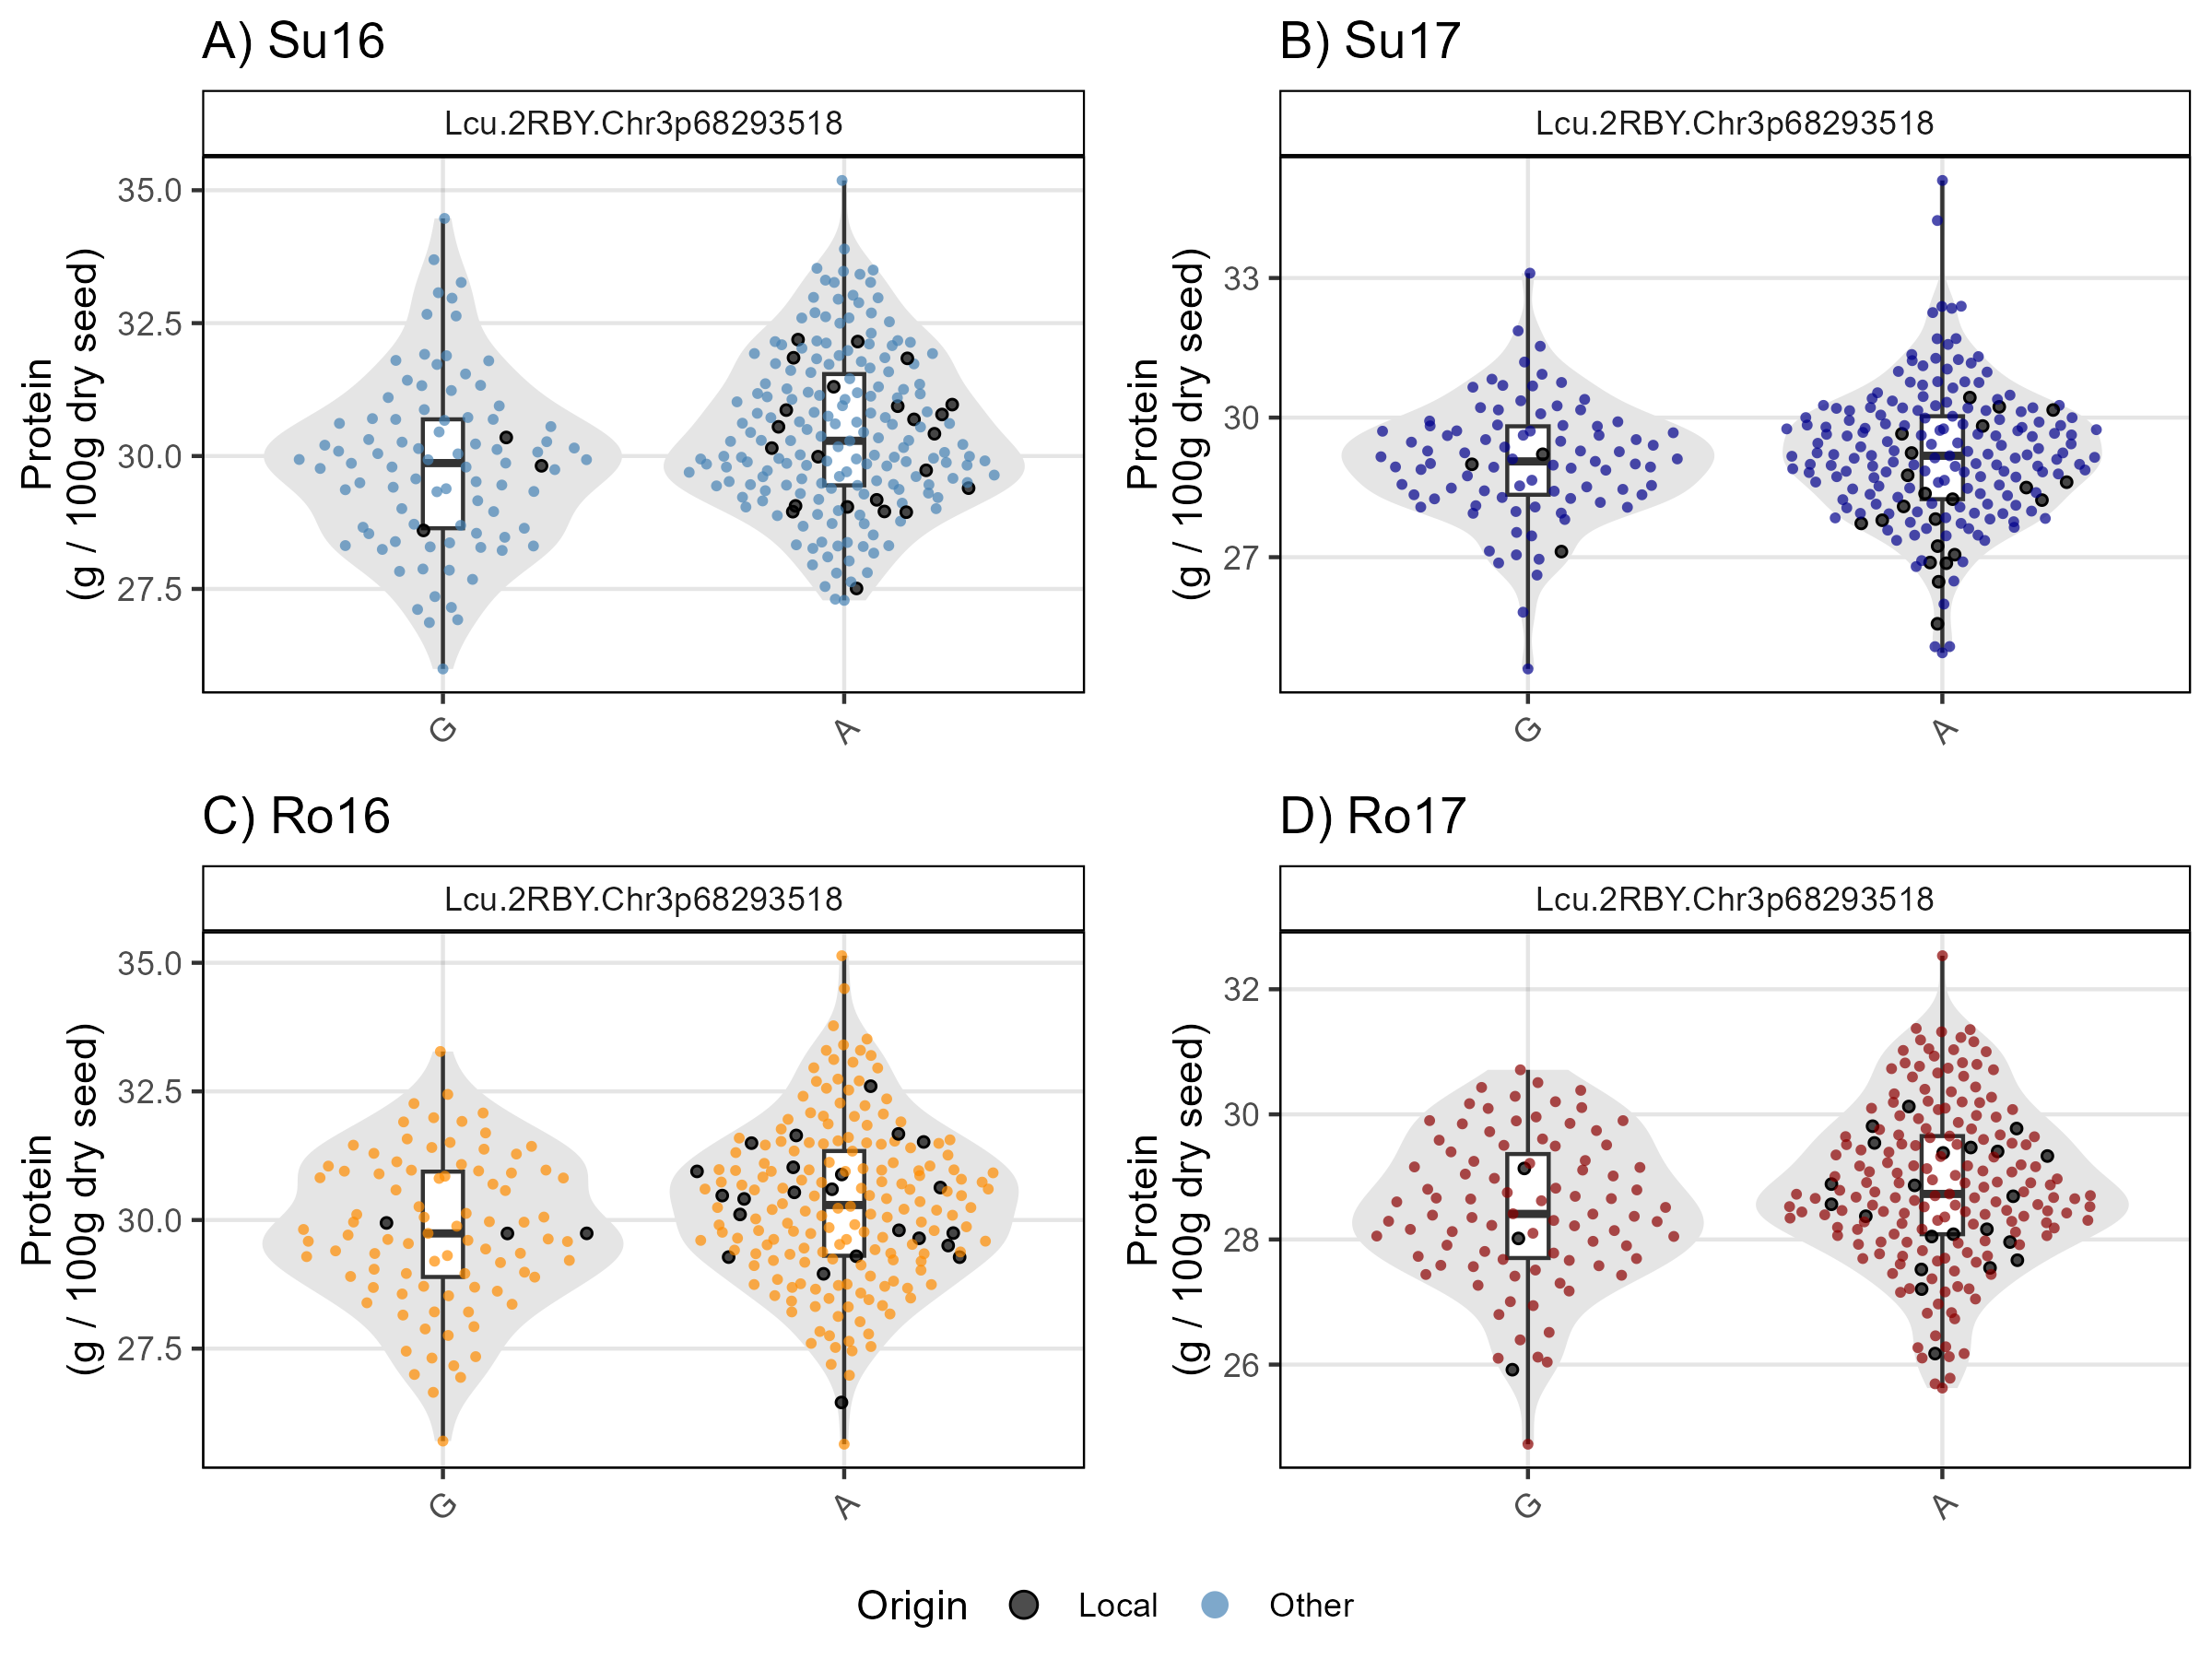 A) Su16
Lcu.2RBY.Chr3p68293518
Protein
(g / 100g dry seed)
35.0
32.5
30.0
27.5
G
A
B) Su17
Lcu.2RBY.Chr3p68293518
Protein
(g / 100g dry seed)
33
30
27
G
A
C) Ro16
Lcu.2RBY.Chr3p68293518
Protein
(g / 100g dry seed)
35.0
32.5
30.0
27.5
G
A
D) Ro17
Lcu.2RBY.Chr3p68293518
Protein
(g / 100g dry seed)
32
30
28
26
G
A
Origin Local Other